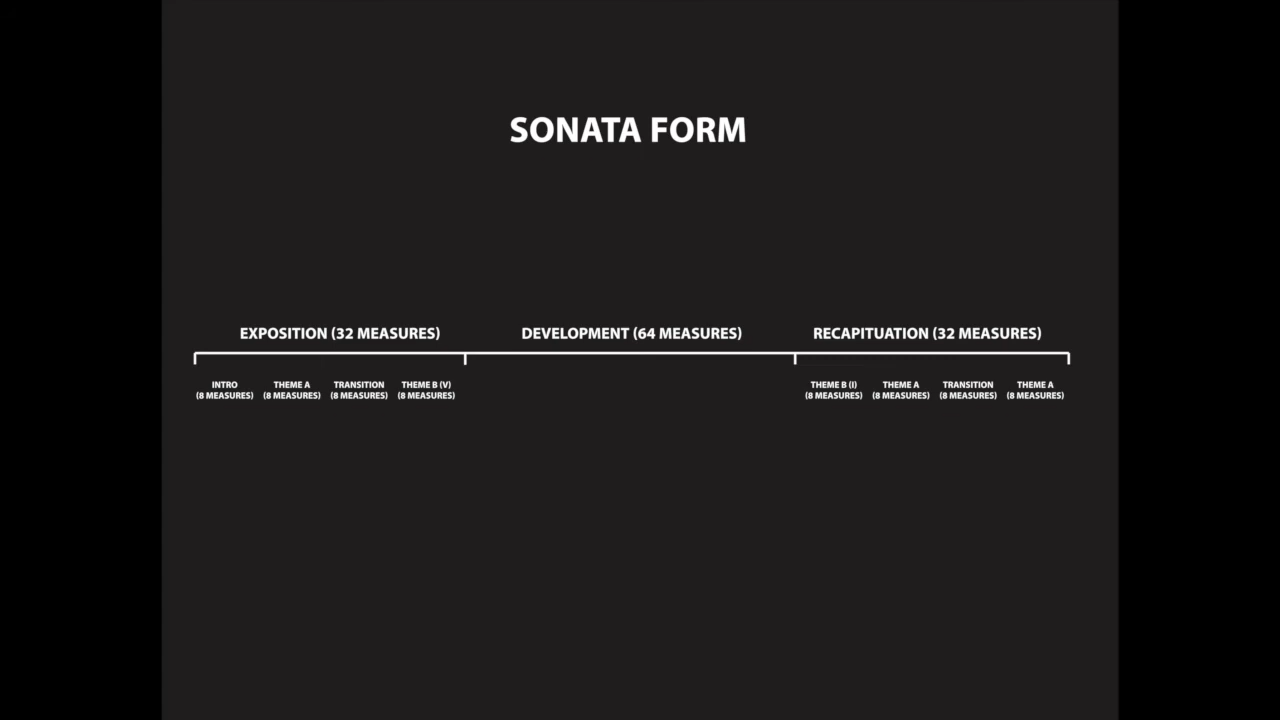 SONATA FORM
EXPOSITION (32 MEASURES)
DEVELOPMENT (64 MEASURES)
RECAPITUATION (32 MEASURES)
INTRO
(8 MEASURES)
THEME A
(8 MEASURES)
TRANSITION
(8 MEASURES)
THEME B (V)
(8 MEASURES)
THEME B (I)
(8 MEASURES)
THEME A
(8 MEASURES)
TRANSITION
(8 MEASURES)
THEME A
(8 MEASURES)